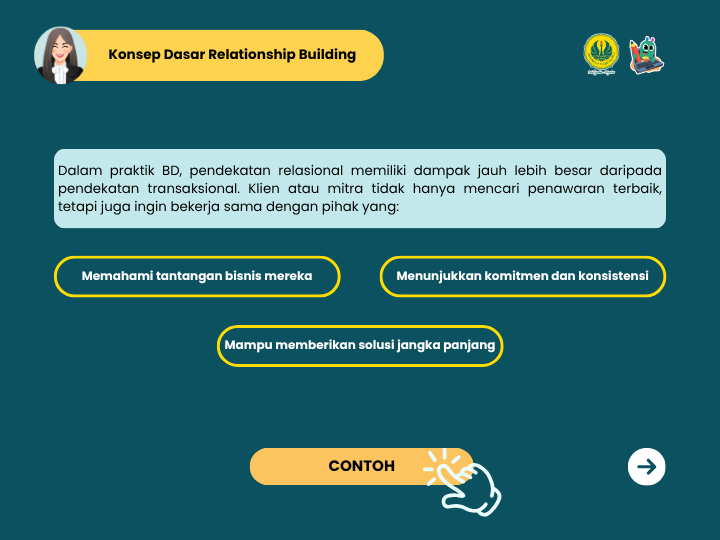 Konsep Dasar Relationship Building
Dalam praktik BD, pendekatan relasional memiliki dampak jauh lebih besar daripada
pendekatan transaksional. Klien atau mitra tidak hanya mencari penawaran terbaik,
tetapi juga ingin bekerja sama dengan pihak yang:
Memahami tantangan bisnis mereka
Menunjukkan komitmen dan konsistensi
Mampu memberikan solusi jangka panjang
CONTOH